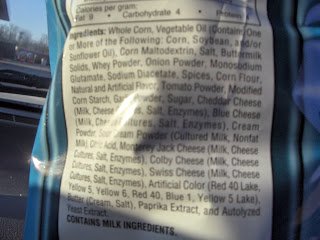 Calories per gram:
Fat 9 • Carbohydrate 4 • Protein
Ingredients: Whole Corn, Vegetable Oil (Contains One
or More of the Following: Corn, Soybean, and/or
Sunflower Oil), Corn Maltodextrin, Salt, Buttermilk
Solids, Whey Powder, Onion Powder, Monosodium
Glutamate, Sodium Diacetate, Spices, Corn Flour,
Natural and Artificial Flavor, Tomato Powder, Modified
Corn Starch, Garlic Powder, Sugar, Cheddar Cheese
(Milk, Cheese Cultures, Salt, Enzymes), Blue Cheese
(Milk, Cheese Cultures, Salt, Enzymes), Cream
Powder, Sour Cream Powder (Cultured Milk, Nonfat
Milk), Citric Acid, Monterey Jack Cheese (Milk, Cheese
Cultures, Salt, Enzymes), Colby Cheese (Milk, Cheese
Cultures, Salt, Enzymes), Swiss Cheese (Milk, Cheese
Cultures, Salt, Enzymes), Artificial Color (Red 40 Lake,
Yellow 5, Yellow 6, Red 40, Blue 1, Yellow 5 Lake),
Butter (Cream, Salt), Paprika Extract, and Autolyzed
Yeast Extract.
CONTAINS MILK INGREDIENTS.